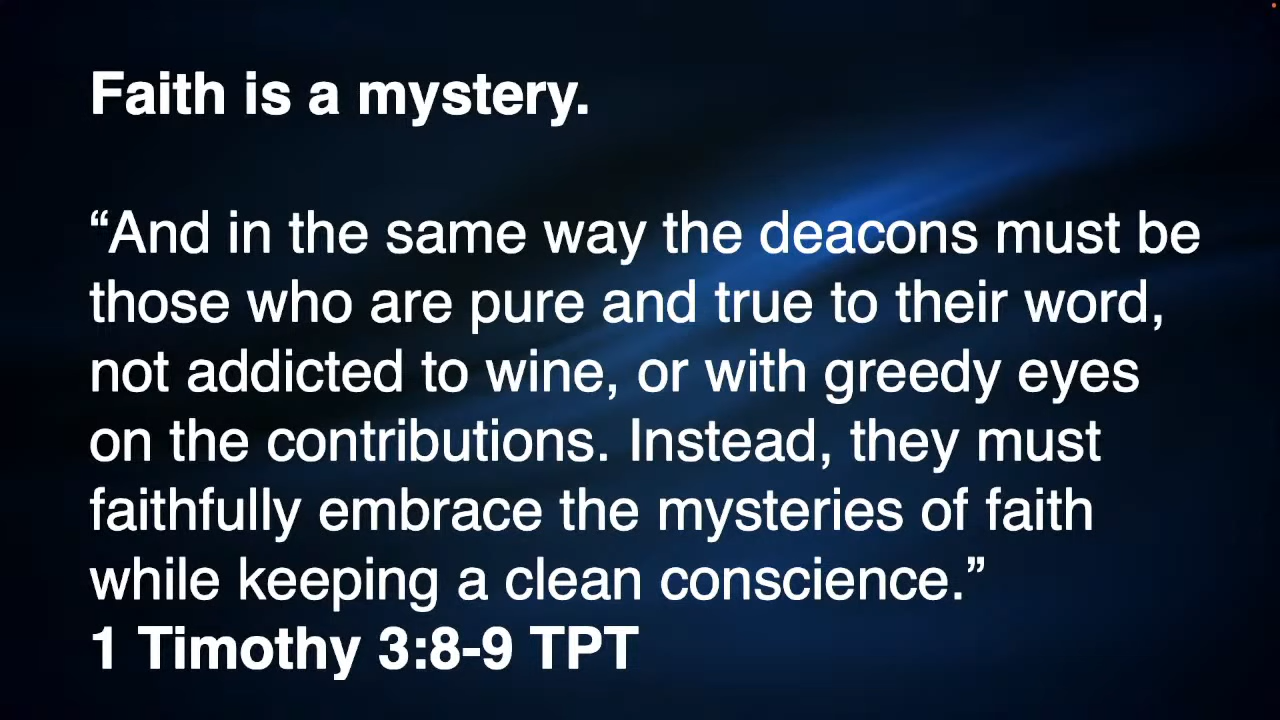 Faith is a mystery.
“And in the same way the deacons must be
those who are pure and true to their word,
not addicted to wine, or with greedy eyes
on the contributions. Instead, they must
faithfully embrace the mysteries of faith
while keeping a clean conscience.”
1 Timothy 3:8-9 TPT